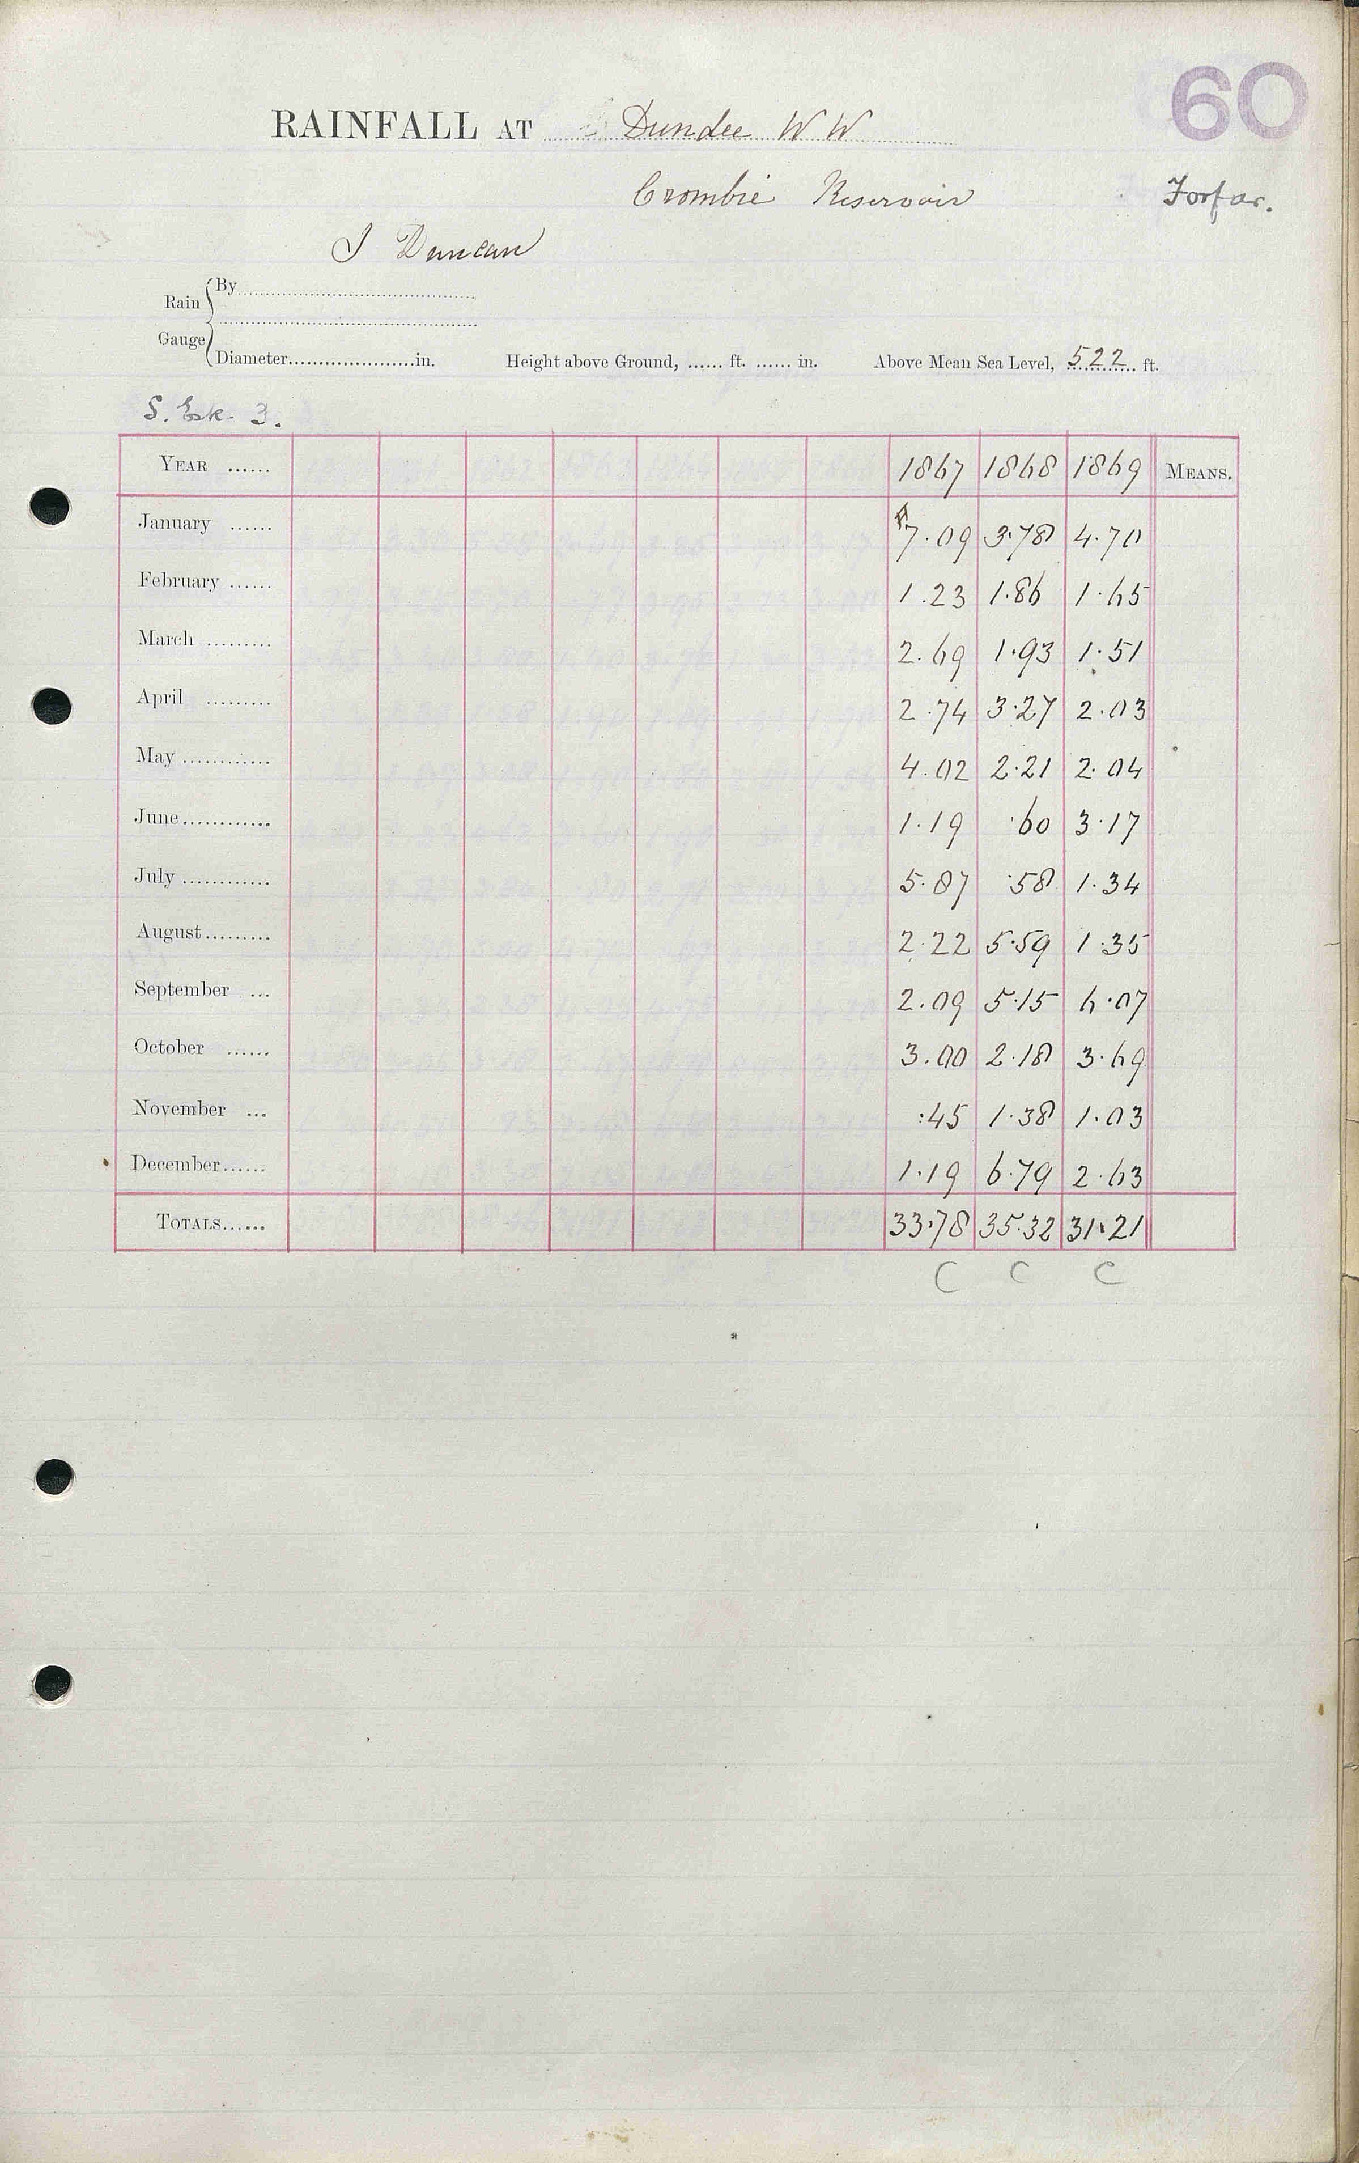 60
RAINFALL AT Dundee W W
Crombie Reservoir Forfar.
J Duncan
Rain Gauge
By
Diameter in. Height above Ground, ft. in. Above Mean Sea Level, 522 ft.
S. Esk. 3.
YEAR 1867 1868 1869 MEANS.
January 7.09 3.78 4.70
February 1.23 1.86 1.65
March 2.69 1.93 1.51
April 2.74 3.27 2.03
May 4.02 2.21 2.04
June 1.19 .60 3.17
July 5.87 .58 1.34
August 2.22 5.59 1.35
September 2.09 5.15 6.07
October 3.00 2.18 3.69
November .45 1.38 1.03
December 1.19 6.79 2.63
TOTALS 33.78 35.32 31.21
C C C